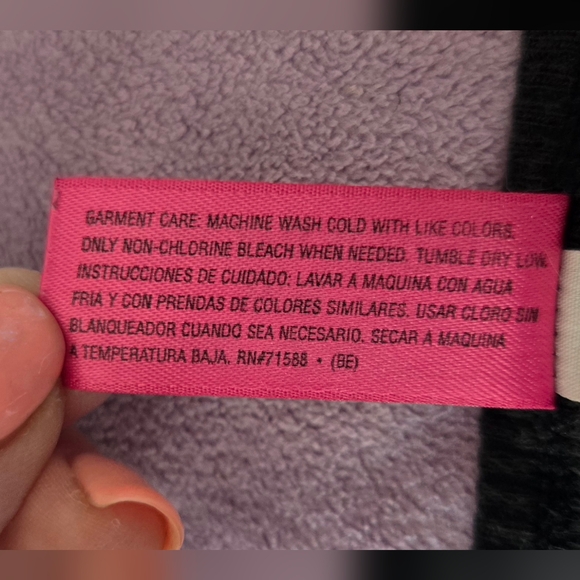 GARMENT CARE: MACHINE WASH COLD WITH LIKE COLORS.
ONLY NON-CHLORINE BLEACH WHEN NEEDED. TUMBLE DRY LOW.
INSTRUCCIONES DE CUIDADO: LAVAR A MAQUINA CON AGUA
FRIA Y CON PRENDAS DE COLORES SIMILARES. USAR CLORO SIN
BLANQUEADOR CUANDO SEA NECESARIO. SECAR A MAQUINA
A TEMPERATURA BAJA. RN#71588 • (BE)